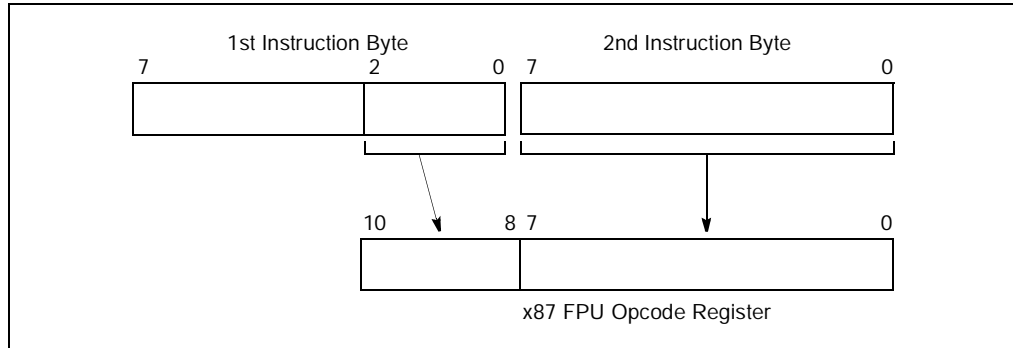 1st Instruction Byte 2nd Instruction Byte
7 2 0 7 0
10 8 7 0
x87 FPU Opcode Register